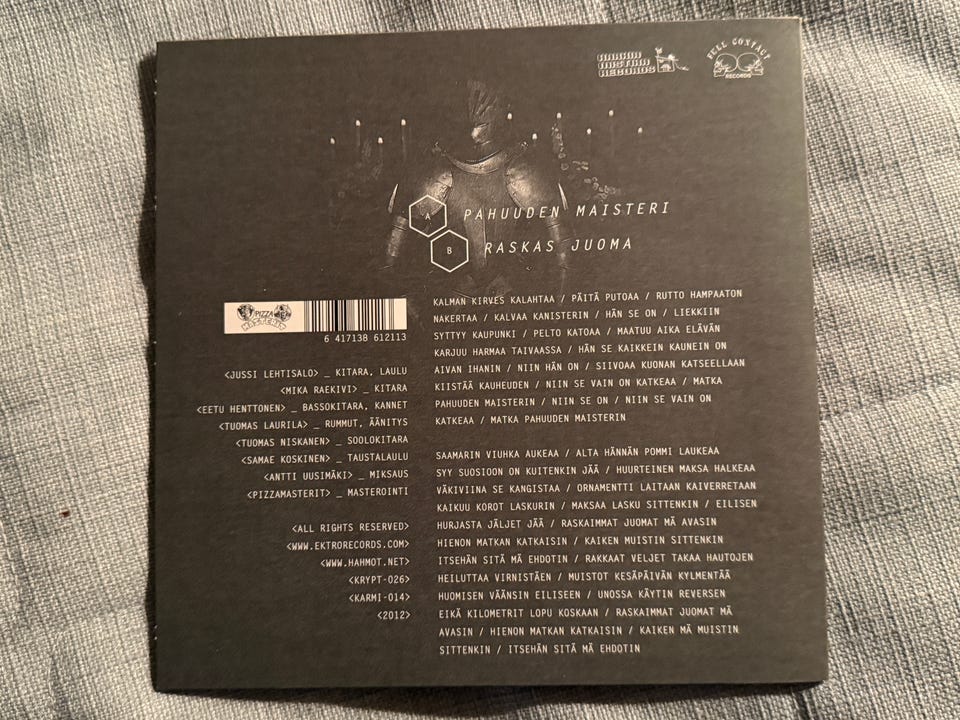 KARKIA MISTIKA RECORDS
FULL CONTACT
RECORDS
A PAHUUDEN MAISTERI
B RASKAS JUOMA
PIZZA
6 417138 612113
<JUSSI LEHTISALO> _ KITARA, LAULU
<MIKA RAEKIVI> _ KITARA
<EETU HENTTONEN> _ BASSOKITARA, KANNET
<TUOMAS LAURILA> _ RUMMUT, ÄÄNITYS
<TUOMAS NISKANEN> _ SOOLOKITARA
<SAMAE KOSKINEN> _ TAUSTALAULU
<ANTTI UUSIMÄKI> _ MIKSAUS
<PIZZAMASTERIT> _ MASTEROINTI
<ALL RIGHTS RESERVED>
<WWW.EKTRORECORDS.COM>
<WWW.HAHMOT.NET>
<KRYPT-026>
<KARMI-014>
<2012>
KALMAN KIRVES KALAHTAA / PÄITÄ PUTOAA / RUTTO HAMPAATON
NAKERTAA / KALVAA KANISTERIN / HÄN SE ON / LIEKKIIN
SYTTYY KAUPUNKI / PELTO KATOAA / MAATUU AIKA ELÄVÄN
KARJUU HARMAA TAIVAASSA / HÄN SE KAIKKEIN KAUNEIN ON
AIVAN IHANIN / NIIN HÄN ON / SIIVOAA KUONAN KATSEELLAAN
KIISTÄÄ KAUHEUDEN / NIIN SE VAIN ON KATKEAA / MATKA
PAHUUDEN MAISTERIN / NIIN SE ON / NIIN SE VAIN ON
KATKEAA / MATKA PAHUUDEN MAISTERIN
SAAMARIN VIUHKA AUKEAA / ALTA HÄNNÄN POMMI LAUKEAA
SYY SUOSIOON ON KUITENKIN JÄÄ / HUURTEINEN MAKSA HALKEAA
VÄKIVIINA SE KANGISTAA / ORNAMENTTI LAITAAN KAIVERRETAAN
KAIKUU KOROT LASKURIN / MAKSAA LASKU SITTENKIN / EILISEN
HURJASTA JÄLJET JÄÄ / RASKAIMMAT JUOMAT MÄ AVASIN
HIENON MATKAN KATKAISIN / KAIKEN MUISTIN SITTENKIN
ITSEHÄN SITÄ MÄ EHDOTIN / RAKKAAT VELJET TAKAA HAUTOJEN
HEILUTTAA VIRNISTÄEN / MUISTOT KESÄPÄIVÄN KYLMENTÄÄ
HUOMISEN VÄÄNSIN EILISEEN / UNOSSA KÄYTIN REVERSEN
EIKÄ KILOMETRIT LOPU KOSKAAN / RASKAIMMAT JUOMAT MÄ
AVASIN / HIENON MATKAN KATKAISIN / KAIKEN MÄ MUISTIN
SITTENKIN / ITSEHÄN SITÄ MÄ EHDOTIN